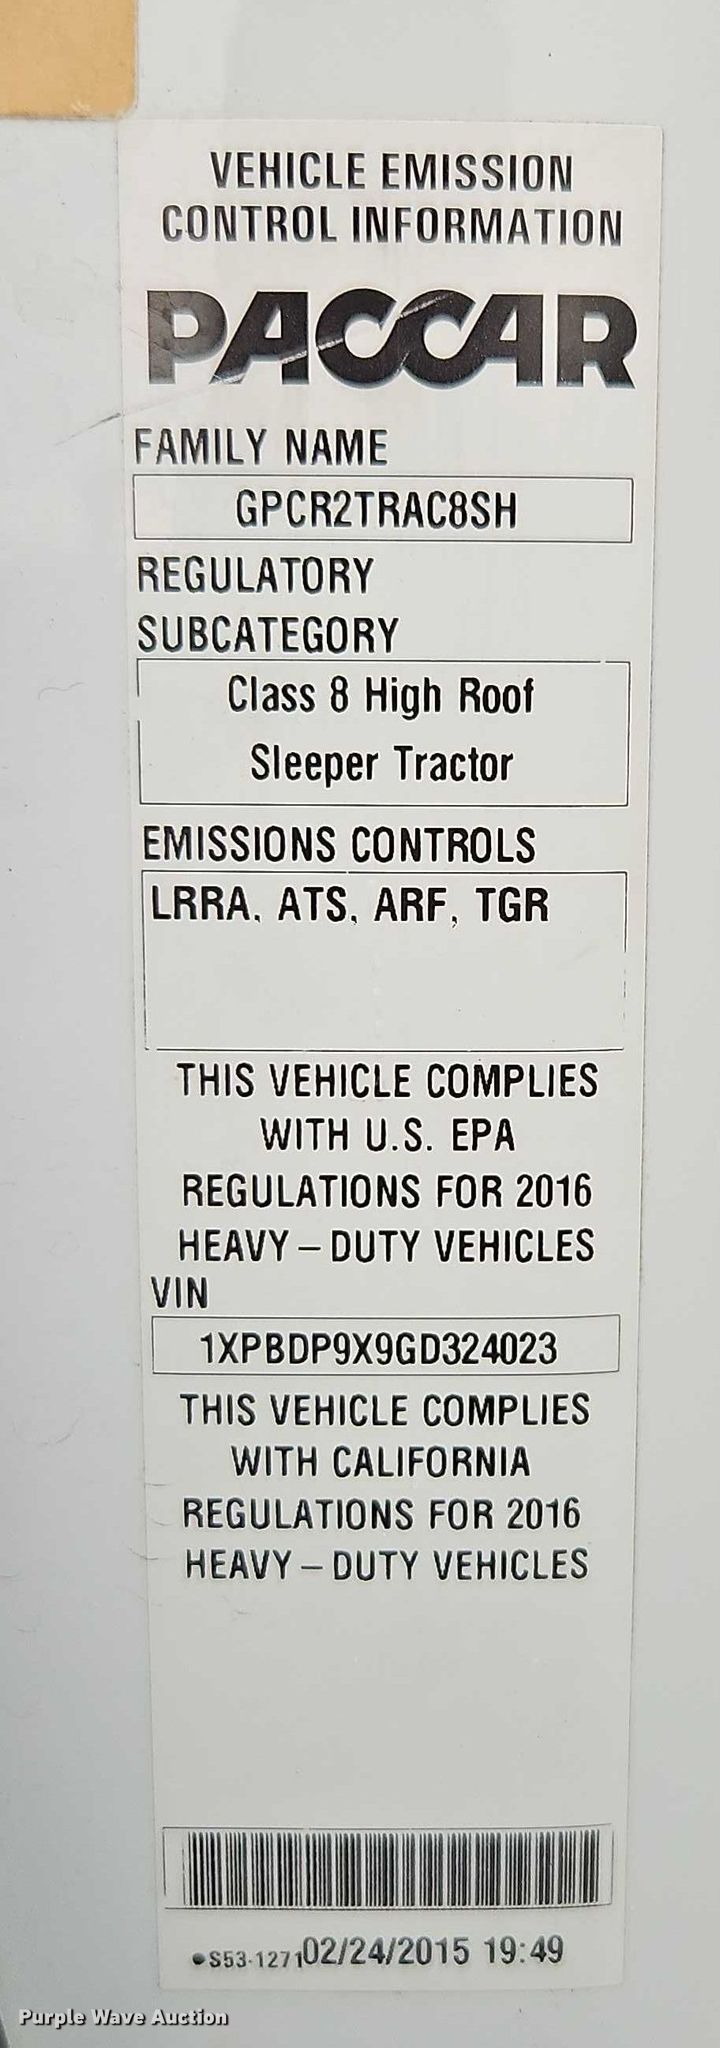 VEHICLE EMISSION
CONTROL INFORMATION
PACCAR
FAMILY NAME
GPCR2TRAC8SH
REGULATORY
SUBCATEGORY
Class 8 High Roof
Sleeper Tractor
EMISSIONS CONTROLS
LRRA, ATS, ARF, TGR
THIS VEHICLE COMPLIES
WITH U.S. EPA
REGULATIONS FOR 2016
HEAVY – DUTY VEHICLES
VIN
1XPBDP9X9GD324023
THIS VEHICLE COMPLIES
WITH CALIFORNIA
REGULATIONS FOR 2016
HEAVY – DUTY VEHICLES
●S53-1271 02/24/2015 19:49
Purple Wave Auction